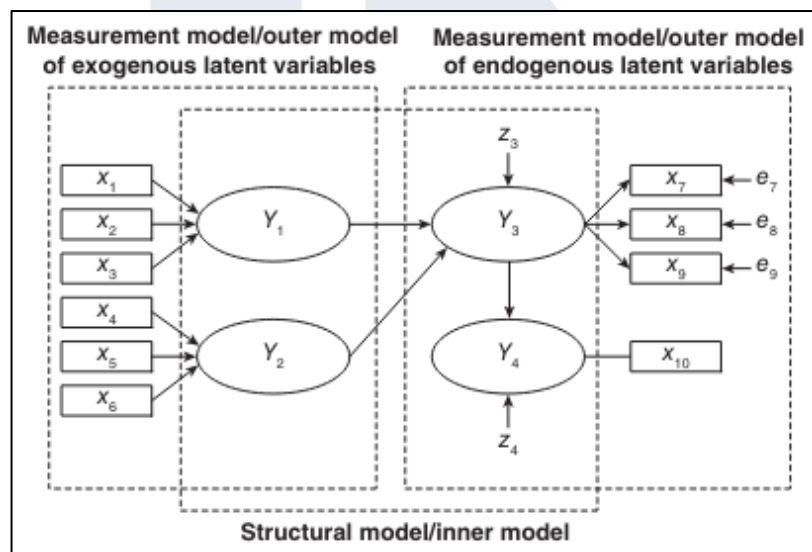 Measurement model/outer model
of exogenous latent variables
Measurement model/outer model
of endogenous latent variables
z₃
x₁
x₂
x₃
x₄
x₅
x₆
Y₁
Y₂
Y₃
Y₄
x₇
x₈
x₉
x₁₀
e₇
e₈
e₉
z₄
Structural model/inner model